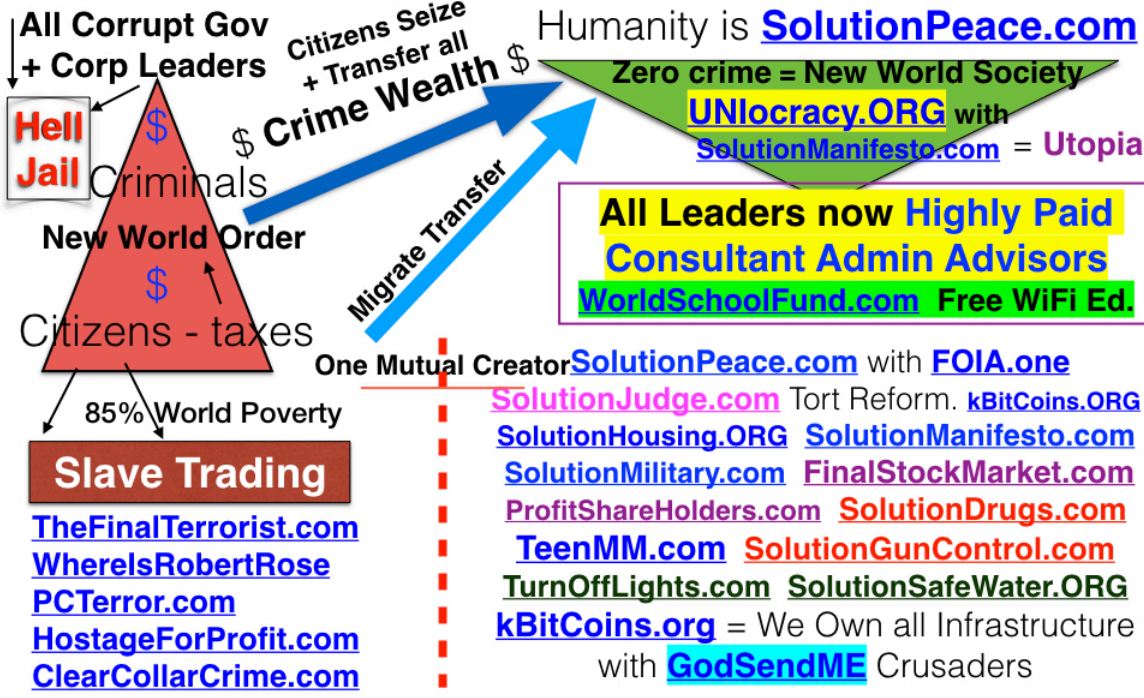 All Corrupt Gov
+ Corp Leaders
Hell
Jail
$
Criminals
New World Order
$
Citizens - taxes
85% World Poverty
Slave Trading
TheFinalTerrorist.com
WhereIsRobertRose
PCTerror.com
HostageForProfit.com
ClearCollarCrime.com
Citizens Seize
+ Transfer all
$ Crime Wealth $
Migrate Transfer
Humanity is SolutionPeace.com
Zero crime = New World Society
UNIocracy.ORG with
SolutionManifesto.com = Utopia
All Leaders now Highly Paid
Consultant Admin Advisors
WorldSchoolFund.com Free WiFi Ed.
One Mutual Creator SolutionPeace.com with FOIA.one
SolutionJudge.com Tort Reform. kBitCoins.ORG
SolutionHousing.ORG SolutionManifesto.com
SolutionMilitary.com FinalStockMarket.com
ProfitShareHolders.com SolutionDrugs.com
TeenMM.com SolutionGunControl.com
TurnOffLights.com SolutionSafeWater.ORG
kBitCoins.org = We Own all Infrastructure
with GodSendME Crusaders